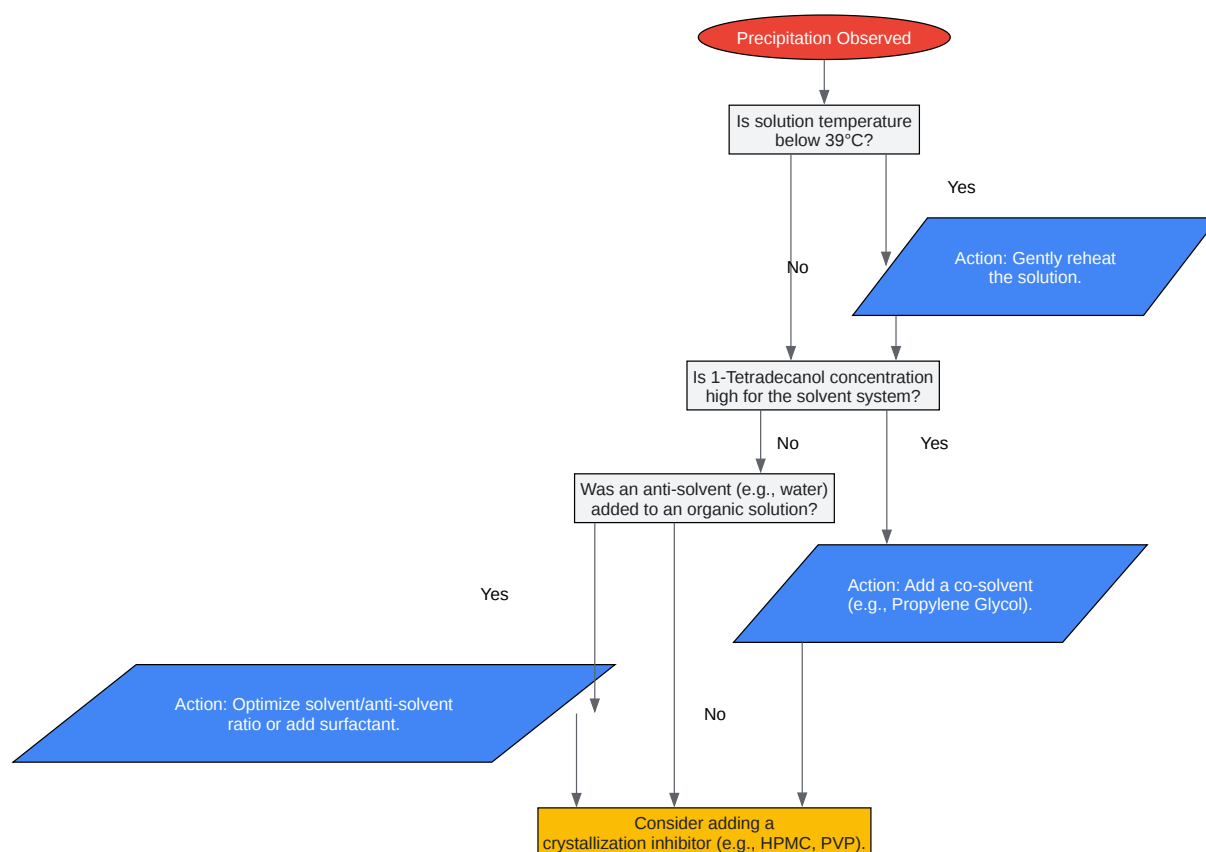 Precipitation Observed
Is solution temperature
below 39°C?
Yes
Action: Gently reheat
the solution.
No
Is 1-Tetradecanol concentration
high for the solvent system?
No
Yes
Was an anti-solvent (e.g., water)
added to an organic solution?
Action: Add a co-solvent
(e.g., Propylene Glycol).
Yes
Action: Optimize solvent/anti-solvent
ratio or add surfactant.
No
Consider adding a
crystallization inhibitor (e.g., HPMC, PVP).